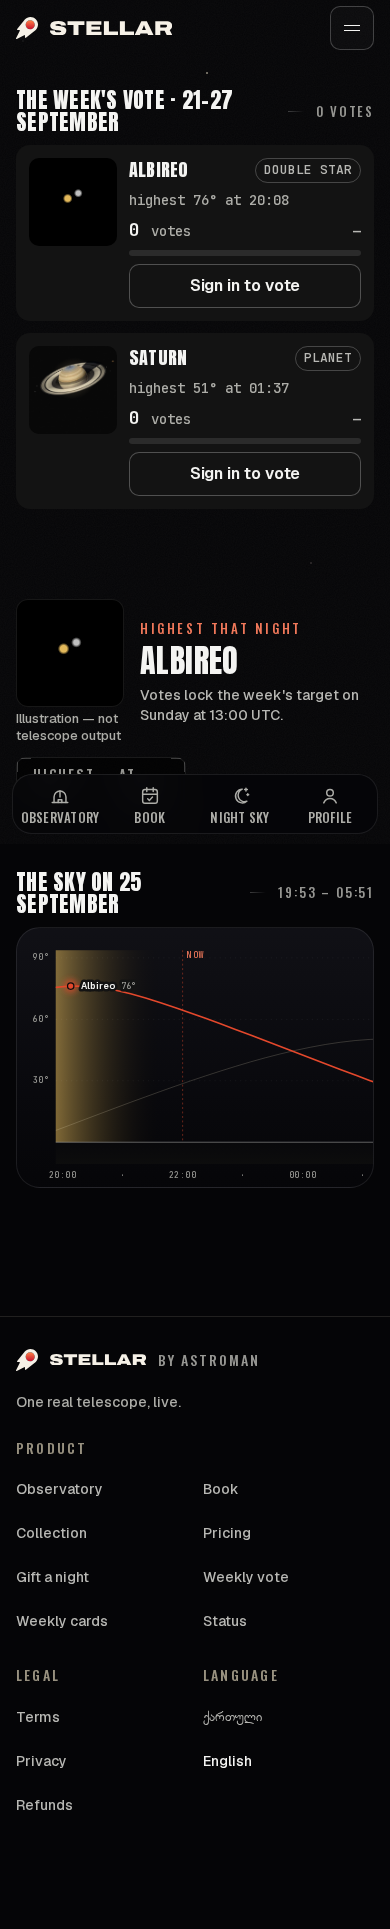 STELLAR
THE WEEK'S VOTE · 21–27
SEPTEMBER
0 VOTES
ALBIREO
DOUBLE STAR
highest 76° at 20:08
0 votes
—
Sign in to vote
SATURN
PLANET
highest 51° at 01:37
0 votes
—
Sign in to vote
HIGHEST THAT NIGHT
ALBIREO
Votes lock the week's target on
Sunday at 13:00 UTC.
Illustration — not
telescope output
HIGHEST AT
OBSERVATORY
BOOK
NIGHT SKY
PROFILE
THE SKY ON 25
SEPTEMBER
19:53 – 05:51
90°
NOW
Albireo 76°
60°
30°
20:00 · 22:00 · 00:00 ·
STELLAR BY ASTROMAN
One real telescope, live.
PRODUCT
Observatory
Book
Collection
Pricing
Gift a night
Weekly vote
Weekly cards
Status
LEGAL
LANGUAGE
Terms
ქართული
Privacy
English
Refunds